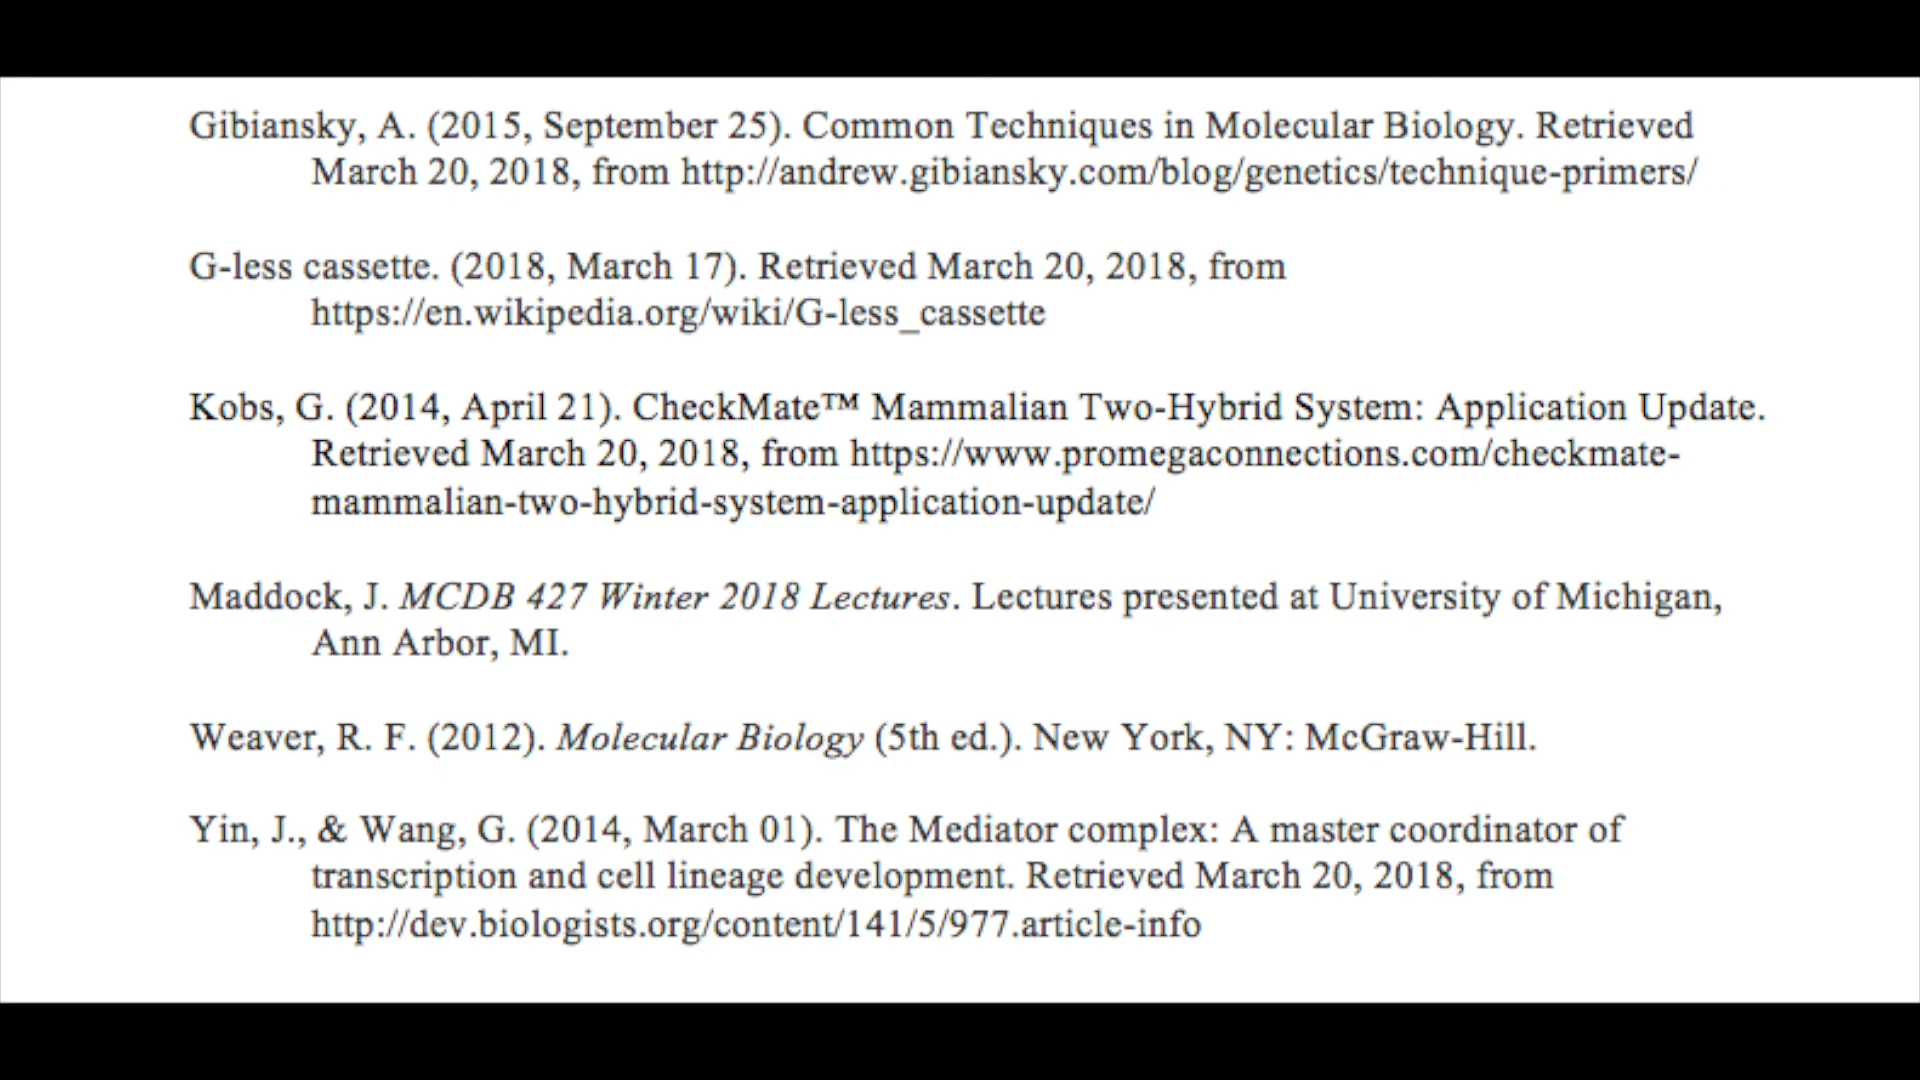 Gibiansky, A. (2015, September 25). Common Techniques in Molecular Biology. Retrieved
March 20, 2018, from http://andrew.gibiansky.com/blog/genetics/technique-primers/
G-less cassette. (2018, March 17). Retrieved March 20, 2018, from
https://en.wikipedia.org/wiki/G-less_cassette
Kobs, G. (2014, April 21). CheckMate™ Mammalian Two-Hybrid System: Application Update.
Retrieved March 20, 2018, from https://www.promegaconnections.com/checkmate-
mammalian-two-hybrid-system-application-update/
Maddock, J. MCDB 427 Winter 2018 Lectures. Lectures presented at University of Michigan,
Ann Arbor, MI.
Weaver, R. F. (2012). Molecular Biology (5th ed.). New York, NY: McGraw-Hill.
Yin, J., & Wang, G. (2014, March 01). The Mediator complex: A master coordinator of
transcription and cell lineage development. Retrieved March 20, 2018, from
http://dev.biologists.org/content/141/5/977.article-info